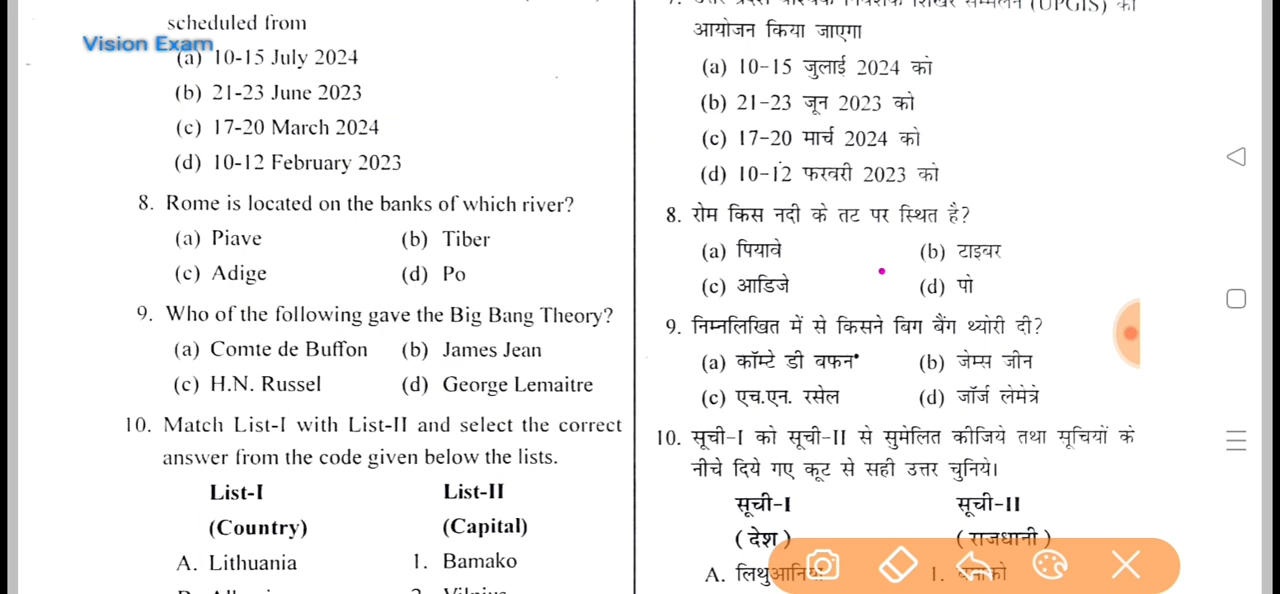 scheduled from
Vision Exam
(a) 10-15 July 2024
(b) 21-23 June 2023
(c) 17-20 March 2024
(d) 10-12 February 2023
8. Rome is located on the banks of which river?
(a) Piave (b) Tiber
(c) Adige (d) Po
9. Who of the following gave the Big Bang Theory?
(a) Comte de Buffon (b) James Jean
(c) H.N. Russel (d) George Lemaitre
10. Match List-I with List-II and select the correct
answer from the code given below the lists.
List-I List-II
(Country) (Capital)
A. Lithuania 1. Bamako
(UPGIS) का
आयोजन किया जाएगा
(a) 10-15 जुलाई 2024 को
(b) 21-23 जून 2023 को
(c) 17-20 मार्च 2024 को
(d) 10-12 फरवरी 2023 को
8. रोम किस नदी के तट पर स्थित है?
(a) पियावे (b) टाइबर
(c) आडिजे (d) पो
9. निम्नलिखित में से किसने बिग बैंग थ्योरी दी?
(a) कॉम्टे डी बफन (b) जेम्स जीन
(c) एच.एन. रसेल (d) जॉर्ज लेमेत्रे
10. सूची-I को सूची-II से सुमेलित कीजिये तथा सूचियों के
नीचे दिये गए कूट से सही उत्तर चुनिये।
सूची-I सूची-II
(देश) (राजधानी)
A. लिथुआनिया 1.